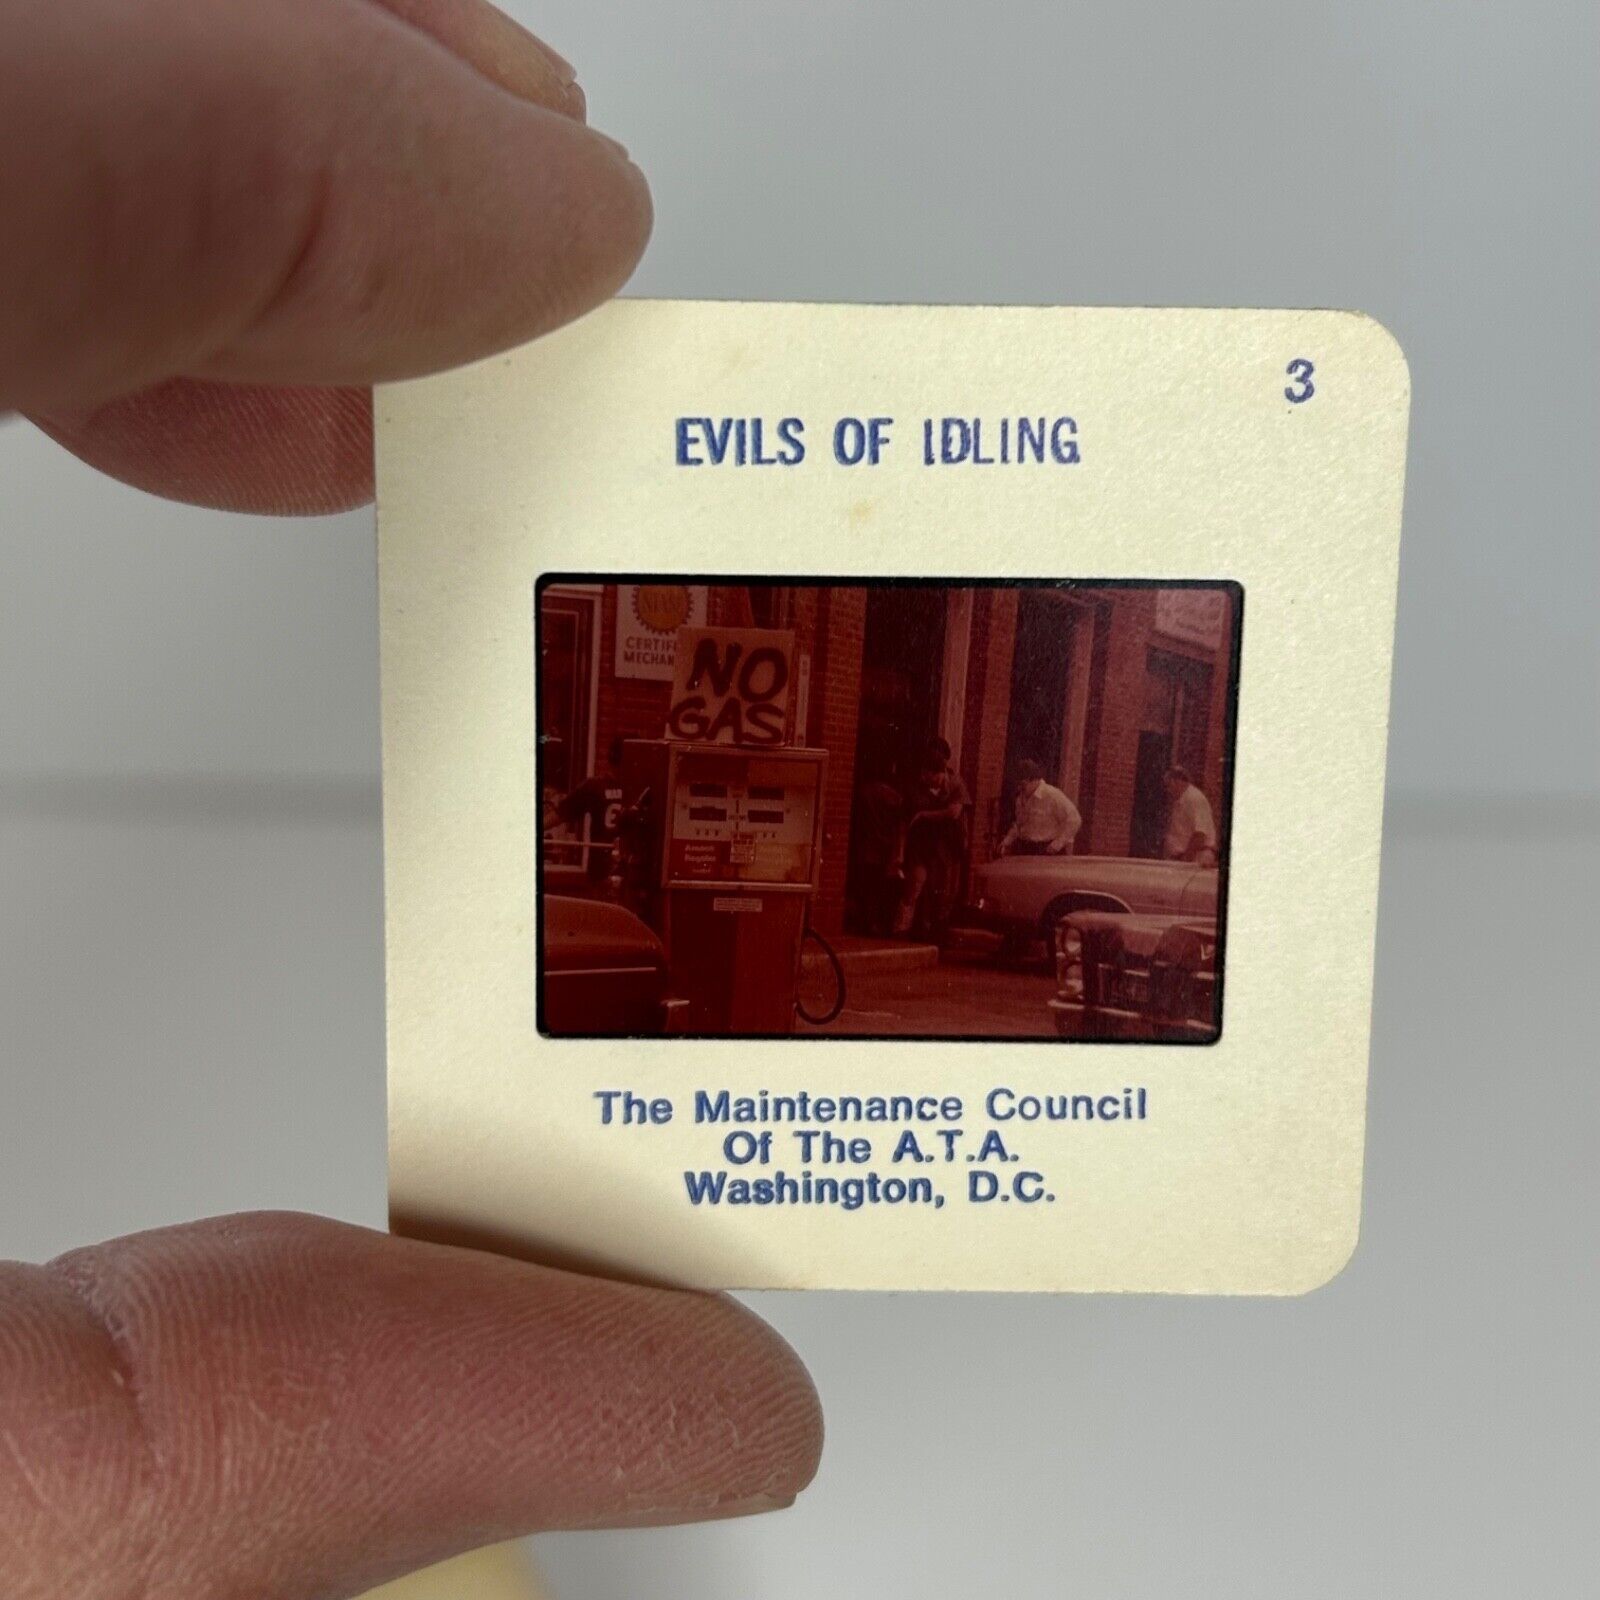 3
EVILS OF IDLING
NO
GAS
The Maintenance Council
Of The A.T.A.
Washington, D.C.